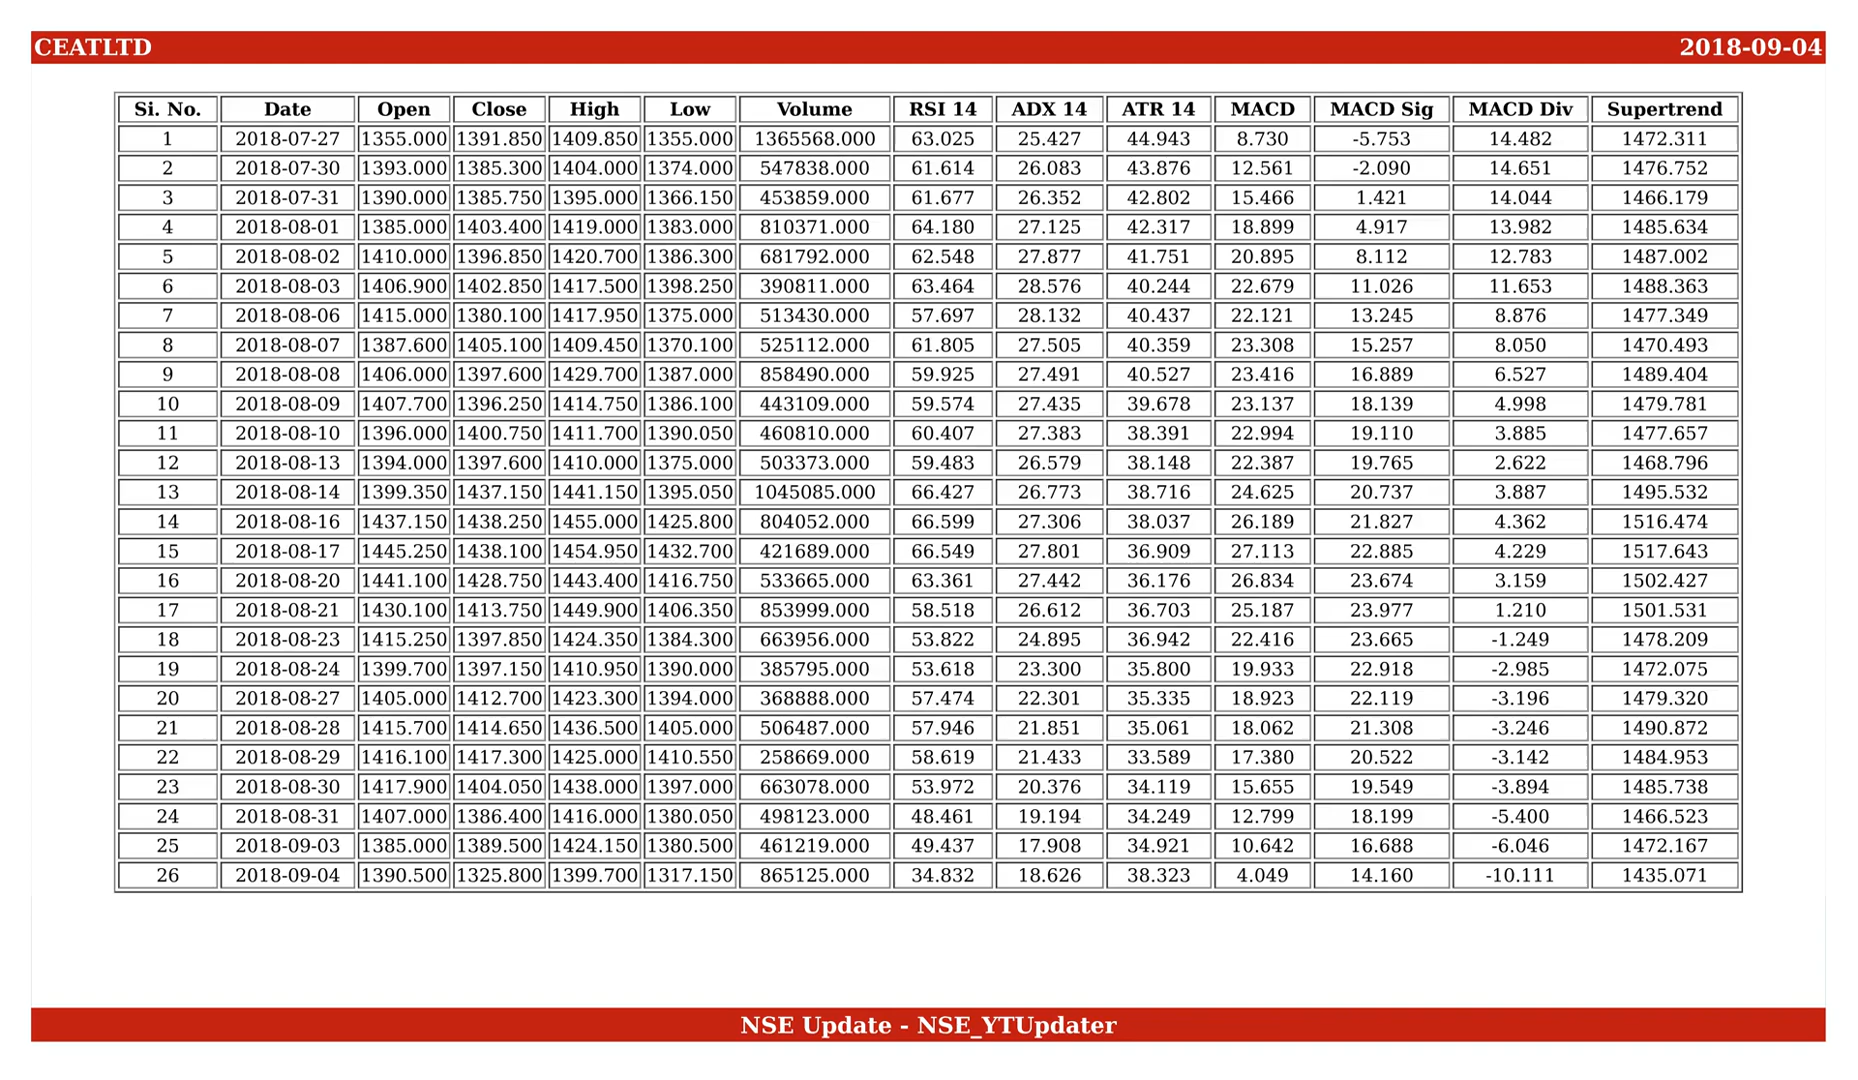 CEATLTD 2018-09-04
Si. No. Date Open Close High Low Volume RSI 14 ADX 14 ATR 14 MACD MACD Sig MACD Div Supertrend
1 2018-07-27 1355.000 1391.850 1409.850 1355.000 1365568.000 63.025 25.427 44.943 8.730 -5.753 14.482 1472.311
2 2018-07-30 1393.000 1385.300 1404.000 1374.000 547838.000 61.614 26.083 43.876 12.561 -2.090 14.651 1476.752
3 2018-07-31 1390.000 1385.750 1395.000 1366.150 453859.000 61.677 26.352 42.802 15.466 1.421 14.044 1466.179
4 2018-08-01 1385.000 1403.400 1419.000 1383.000 810371.000 64.180 27.125 42.317 18.899 4.917 13.982 1485.634
5 2018-08-02 1410.000 1396.850 1420.700 1386.300 681792.000 62.548 27.877 41.751 20.895 8.112 12.783 1487.002
6 2018-08-03 1406.900 1402.850 1417.500 1398.250 390811.000 63.464 28.576 40.244 22.679 11.026 11.653 1488.363
7 2018-08-06 1415.000 1380.100 1417.950 1375.000 513430.000 57.697 28.132 40.437 22.121 13.245 8.876 1477.349
8 2018-08-07 1387.600 1405.100 1409.450 1370.100 525112.000 61.805 27.505 40.359 23.308 15.257 8.050 1470.493
9 2018-08-08 1406.000 1397.600 1429.700 1387.000 858490.000 59.925 27.491 40.527 23.416 16.889 6.527 1489.404
10 2018-08-09 1407.700 1396.250 1414.750 1386.100 443109.000 59.574 27.435 39.678 23.137 18.139 4.998 1479.781
11 2018-08-10 1396.000 1400.750 1411.700 1390.050 460810.000 60.407 27.383 38.391 22.994 19.110 3.885 1477.657
12 2018-08-13 1394.000 1397.600 1410.000 1375.000 503373.000 59.483 26.579 38.148 22.387 19.765 2.622 1468.796
13 2018-08-14 1399.350 1437.150 1441.150 1395.050 1045085.000 66.427 26.773 38.716 24.625 20.737 3.887 1495.532
14 2018-08-16 1437.150 1438.250 1455.000 1425.800 804052.000 66.599 27.306 38.037 26.189 21.827 4.362 1516.474
15 2018-08-17 1445.250 1438.100 1454.950 1432.700 421689.000 66.549 27.801 36.909 27.113 22.885 4.229 1517.643
16 2018-08-20 1441.100 1428.750 1443.400 1416.750 533665.000 63.361 27.442 36.176 26.834 23.674 3.159 1502.427
17 2018-08-21 1430.100 1413.750 1449.900 1406.350 853999.000 58.518 26.612 36.703 25.187 23.977 1.210 1501.531
18 2018-08-23 1415.250 1397.850 1424.350 1384.300 663956.000 53.822 24.895 36.942 22.416 23.665 -1.249 1478.209
19 2018-08-24 1399.700 1397.150 1410.950 1390.000 385795.000 53.618 23.300 35.800 19.933 22.918 -2.985 1472.075
20 2018-08-27 1405.000 1412.700 1423.300 1394.000 368888.000 57.474 22.301 35.335 18.923 22.119 -3.196 1479.320
21 2018-08-28 1415.700 1414.650 1436.500 1405.000 506487.000 57.946 21.851 35.061 18.062 21.308 -3.246 1490.872
22 2018-08-29 1416.100 1417.300 1425.000 1410.550 258669.000 58.619 21.433 33.589 17.380 20.522 -3.142 1484.953
23 2018-08-30 1417.900 1404.050 1438.000 1397.000 663078.000 53.972 20.376 34.119 15.655 19.549 -3.894 1485.738
24 2018-08-31 1407.000 1386.400 1416.000 1380.050 498123.000 48.461 19.194 34.249 12.799 18.199 -5.400 1466.523
25 2018-09-03 1385.000 1389.500 1424.150 1380.500 461219.000 49.437 17.908 34.921 10.642 16.688 -6.046 1472.167
26 2018-09-04 1390.500 1325.800 1399.700 1317.150 865125.000 34.832 18.626 38.323 4.049 14.160 -10.111 1435.071
NSE Update - NSE_YTUpdater